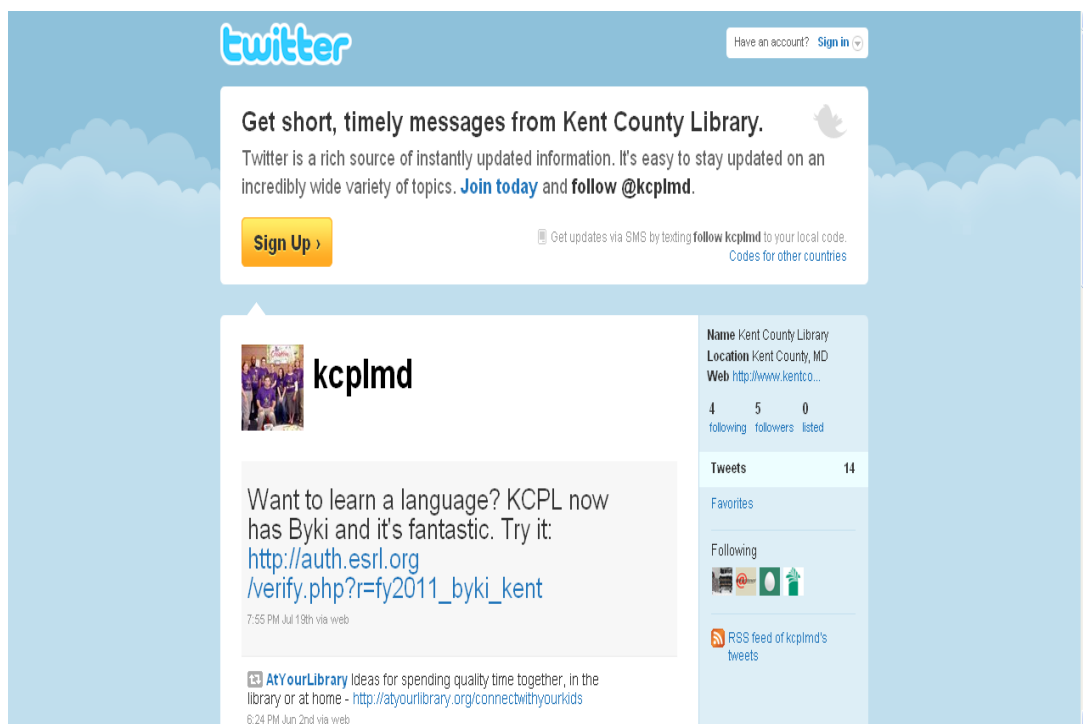 twitter
Have an account? Sign in
Get short, timely messages from Kent County Library.
Twitter is a rich source of instantly updated information. It's easy to stay updated on an
incredibly wide variety of topics. Join today and follow @kcplmd.
Sign Up ›
Get updates via SMS by texting follow kcplmd to your local code.
Codes for other countries
kcplmd
Want to learn a language? KCPL now
has Byki and it's fantastic. Try it:
http://auth.esrl.org
/verify.php?r=fy2011_byki_kent
7:55 PM Jul 19th via web
AtYourLibrary Ideas for spending quality time together, in the
library or at home - http://atyourlibrary.org/connectwithyourkids
6:24 PM Jun 2nd via web
Name Kent County Library
Location Kent County, MD
Web http://www.kentco...
4 5 0
following followers listed
Tweets 14
Favorites
Following
RSS feed of kcplmd's
tweets